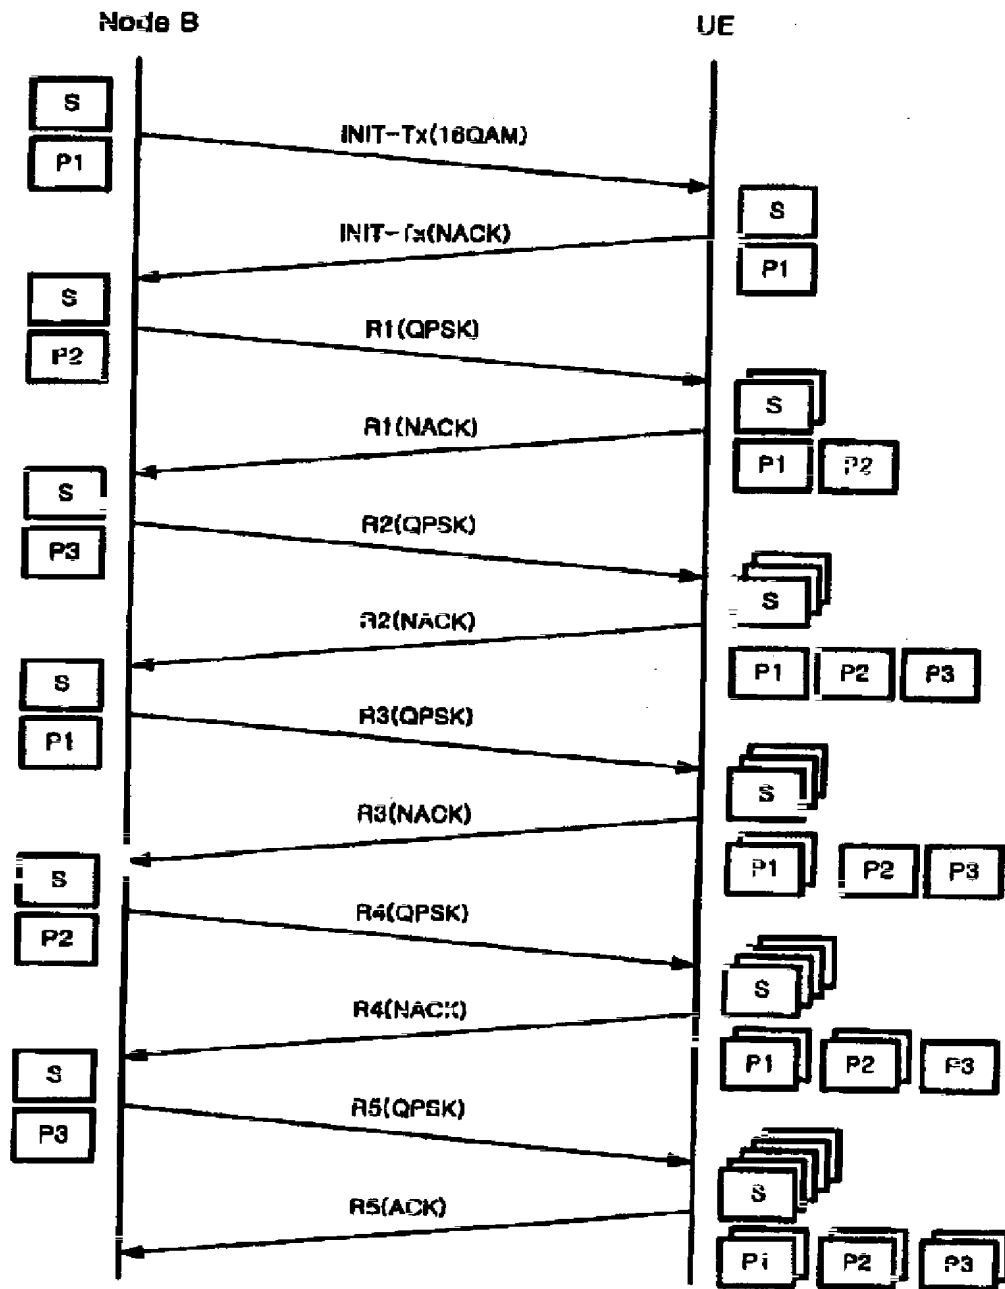 Node B
UE
S
P1
INIT-Tx(16QAM)
S
P1
INIT-Tx(NACK)
S
P2
R1(QPSK)
S
P1 P2
R1(NACK)
S
P3
R2(QPSK)
S
P1 P2 P3
R2(NACK)
S
P1
R3(QPSK)
S
P1 P2 P3
R3(NACK)
S
P2
R4(QPSK)
S
P1 P2 P3
R4(NACK)
S
P3
R5(QPSK)
S
P1 P2 P3
R5(ACK)